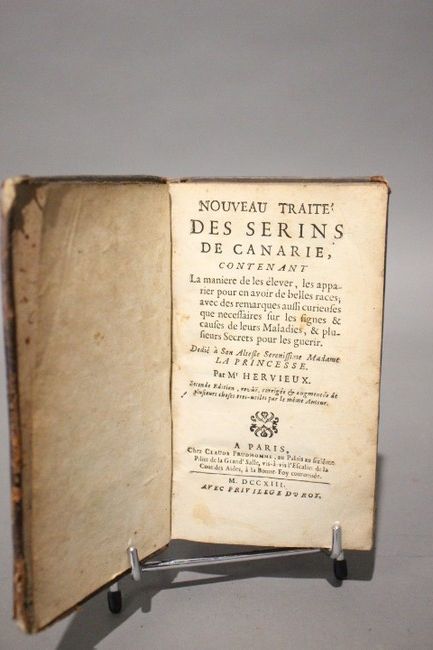 NOUVEAU TRAITÉ
DES SERINS
DE CANARIE,
CONTENANT
La maniere de les élever, les appa-
rier pour en avoir de belles races;
avec des remarques aussi curieuses
que necessaires sur les signes &
causes de leurs Maladies, & plu-
sieurs Secrets pour les guerir.
Dedié à Son Altesse Serenissime Madame
LA PRINCESSE.
Par Mr HERVIEUX.
Seconde Edition, revûë, corrigée & augmentée de
plusieurs choses tres-utiles par le même Auteur.
A PARIS,
Chez CLAUDE PRUDHOMME, au Palais au sixiéme
Pilier de la Grand' Salle, vis-à-vis l'Escalier de la
Cour des Aides, à la Bonne-Foy couronnée.
M. DCCXIII.
AVEC PRIVILEGE DU ROY.